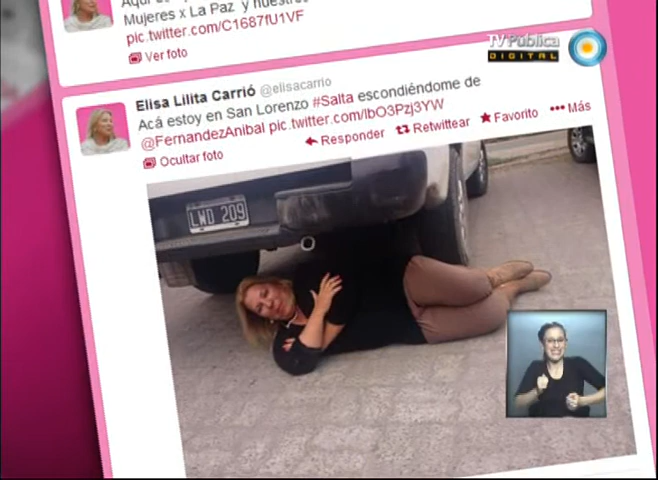 Mujeres x La Paz y nuestros
pic.twitter.com/C1687fU1VF
Ver foto
TV Pública
DIGITAL
Elisa Lilita Carrió @elisacarrio
Acá estoy en San Lorenzo #Salta escondiéndome de
@FernandezAnibal pic.twitter.com/lbO3Pzj3YW
Ocultar foto
Responder
Retwittear
Favorito
Más
LWD 209